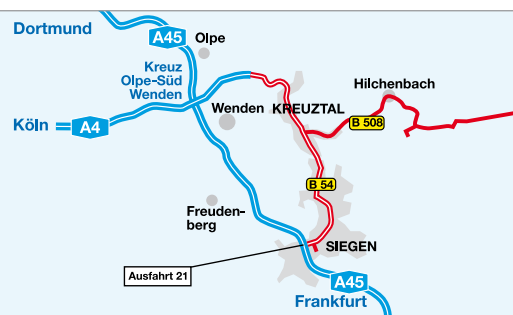 Dortmund
A45
Olpe
Kreuz
Olpe-Süd
Wenden
Hilchenbach
Wenden
KREUZTAL
Köln
A4
B 508
B 54
Freuden-
berg
SIEGEN
Ausfahrt 21
A45
Frankfurt